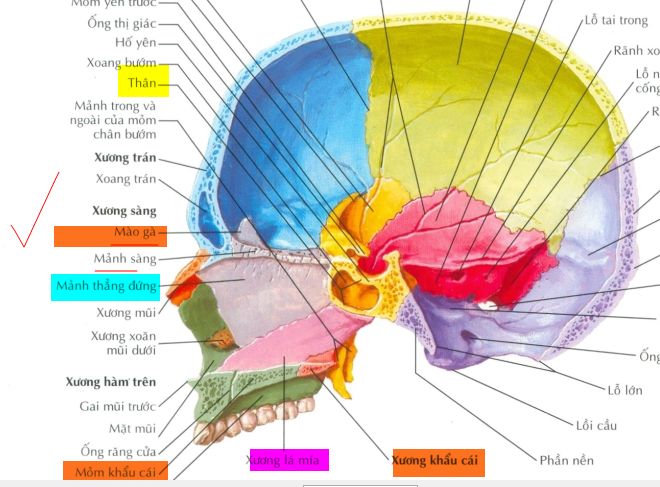 Mỏm yên trước
Ống thị giác
Hố yên
Xoang bướm
Thân
Mảnh trong và
ngoài của mỏm
chân bướm
Xương trán
Xoang trán
Xương sàng
Mào gà
Mảnh sàng
Mảnh thẳng đứng
Xương mũi
Xương xoăn
mũi dưới
Xương hàm trên
Gai mũi trước
Mặt mũi
Ống răng cửa
Mỏm khẩu cái
Xương lá mía
Xương khẩu cái
Phần nền
Lồi cầu
Lỗ lớn
Ống
Lỗ tai trong
Rãnh xo
Lỗ
cống
R